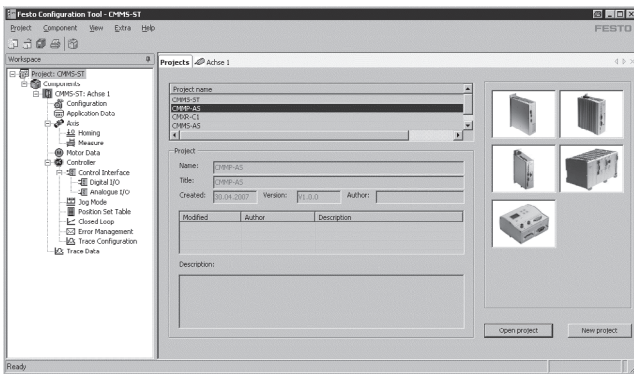 Festo Configuration Tool - CMMS-ST
Project Component View Extra Help
FESTO
Workspace
Project: CMMS-ST
Components
CMMS-ST: Achse 1
Configuration
Application Data
Axis
Homing
Measure
Motor Data
Controller
Control Interface
Digital I/O
Analogue I/O
Jog Mode
Position Set Table
Closed Loop
Error Management
Trace Configuration
Trace Data
Projects Achse 1
Project name
CMMS-ST
CMMP-AS
CMXR-C1
CMMS-AS
Project
Name: CMMP-AS
Title: CMMP-AS
Created: 30.04.2007 Version: V1.0.0 Author:
Modified Author Description
Description:
Open project New project
Ready